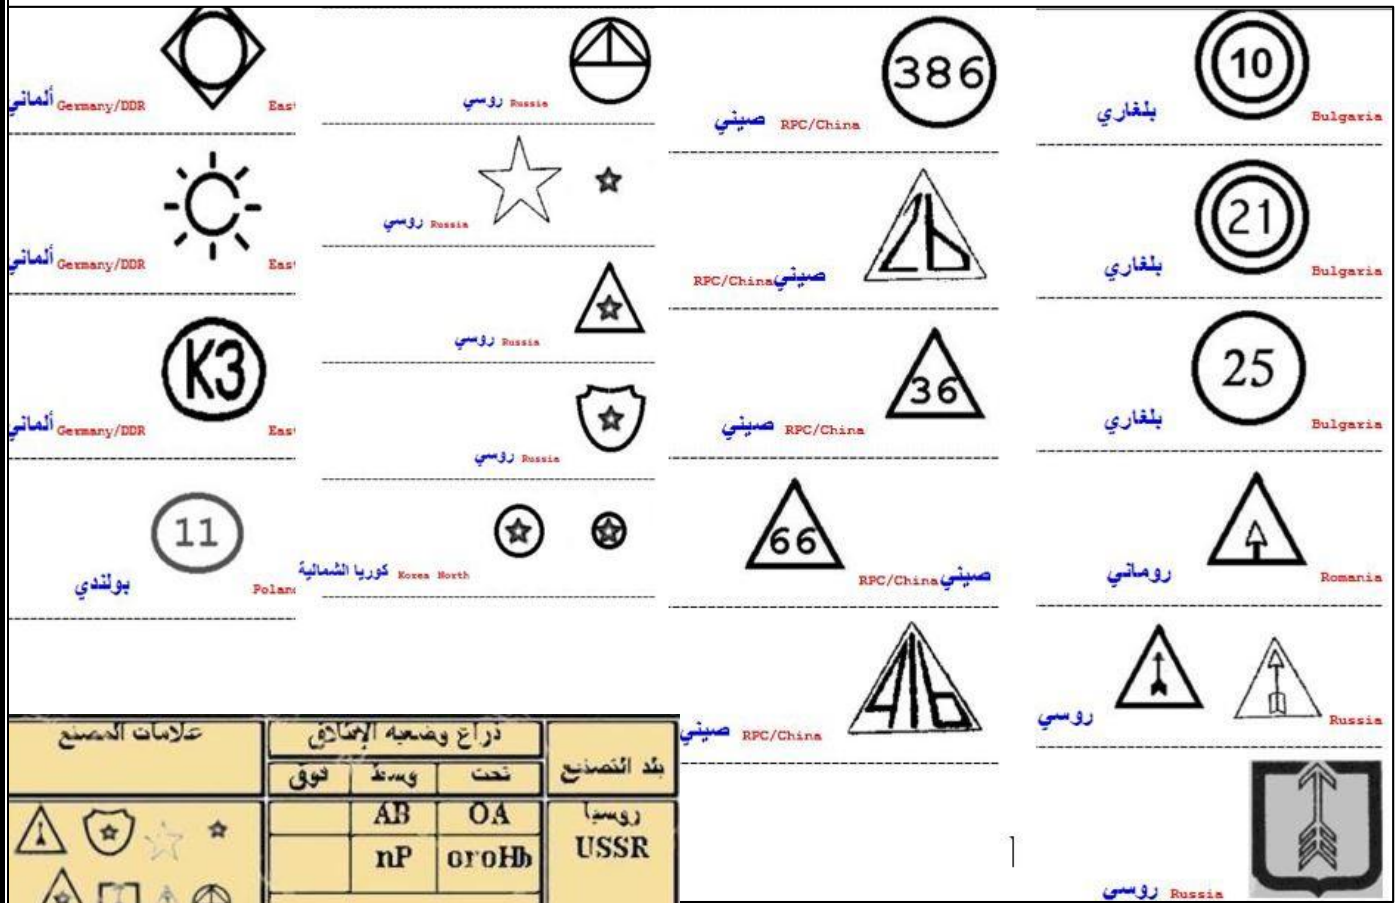 ألماني Germany/DDR East
ألماني Germany/DDR East
K3
ألماني Germany/DDR East
11
بولندي Polan
روسي Russia
روسي Russia
روسي Russia
روسي Russia
كوريا الشمالية Korea North
386
صيني RPC/China
26
RPC/China صيني
36
صيني RPC/China
66
RPC/China صيني
416
صيني RPC/China
10
بلغاري Bulgaria
21
بلغاري Bulgaria
25
بلغاري Bulgaria
روماني Romania
روسي Russia
روسي Russia
علامات المصنع
ذراع وضعيه الإطلاق
بلد التصنيع
فوق وسط تحت
AB OA روسيا
nP oroHb USSR